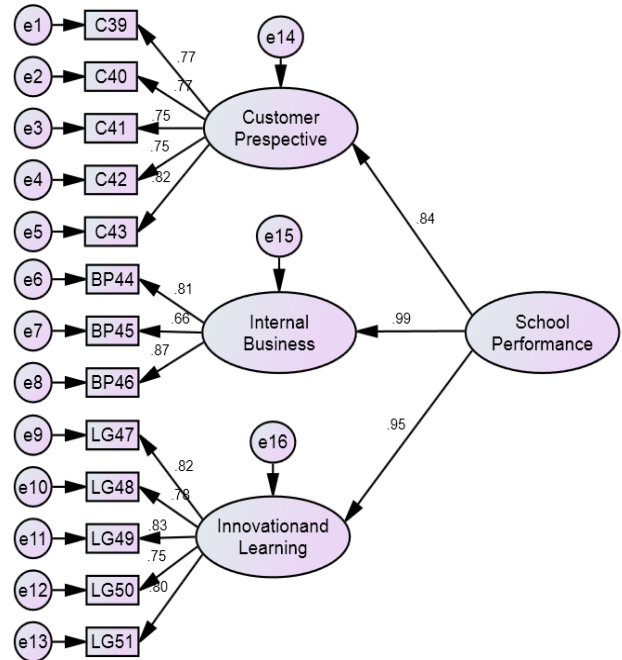 e1
C39
e14
.77
e2
C40
.77
Customer
Prespective
e3
C41
.75
e4
C42
.75
.82
e5
C43
.84
e6
BP44
e15
.81
e7
BP45
.66
Internal
Business
.99
School
Performance
e8
BP46
.87
e9
LG47
.82
e16
.95
e10
LG48
.78
e11
LG49
.83
Innovationand
Learning
e12
LG50
.75
.80
e13
LG51